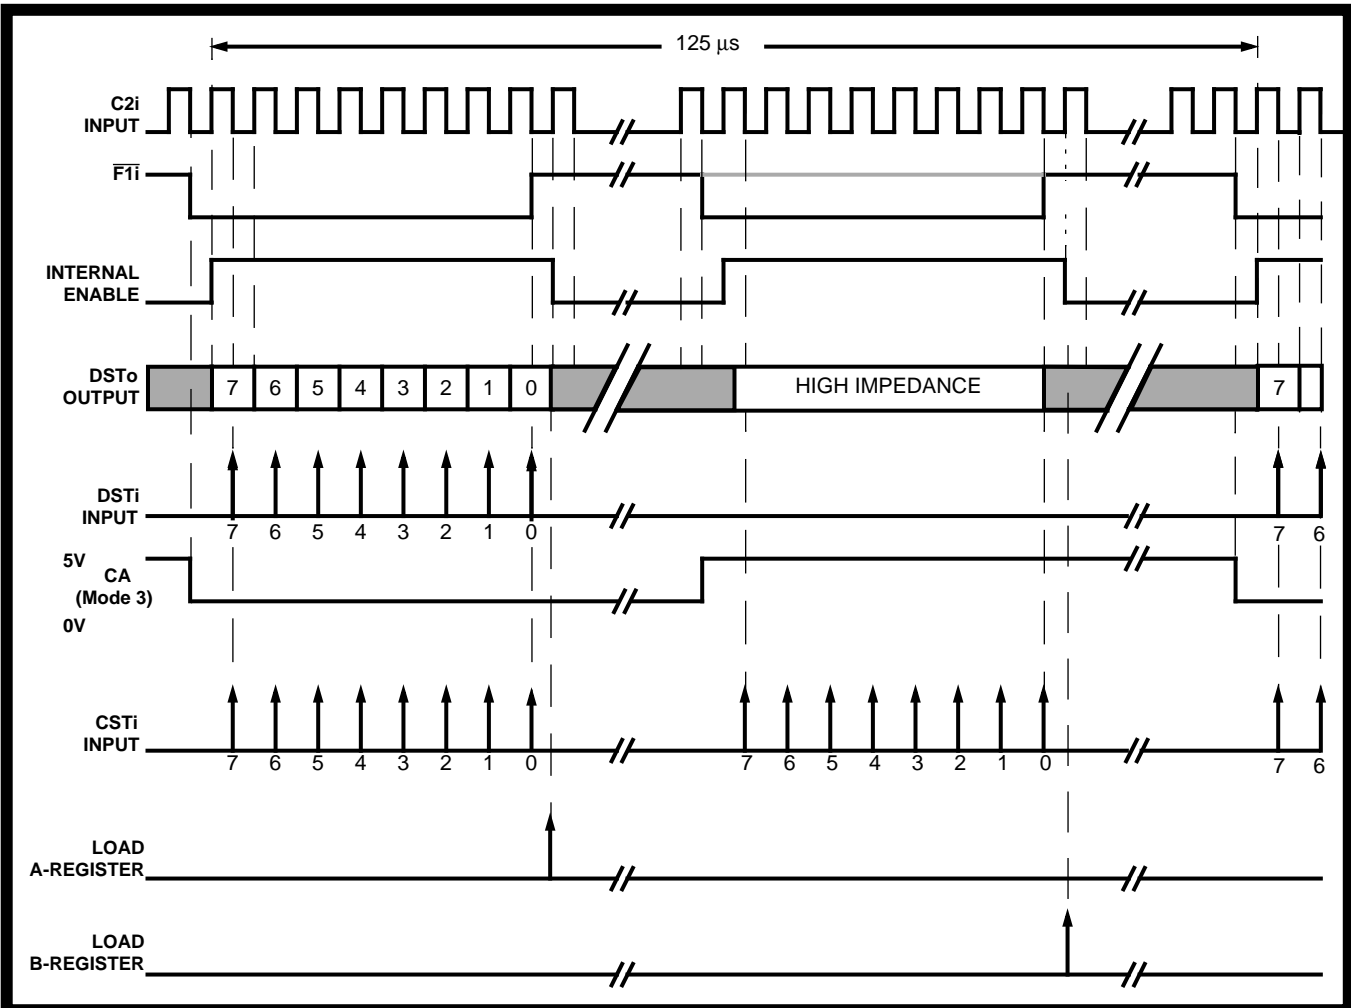 125 µs
C2i
INPUT
F1i
INTERNAL
ENABLE
DSTo
OUTPUT
7 6 5 4 3 2 1 0
HIGH IMPEDANCE
7
DSTi
INPUT
7 6 5 4 3 2 1 0
7 6
5V
CA
(Mode 3)
0V
CSTi
INPUT
7 6 5 4 3 2 1 0
7 6 5 4 3 2 1 0
7 6
LOAD
A-REGISTER
LOAD
B-REGISTER